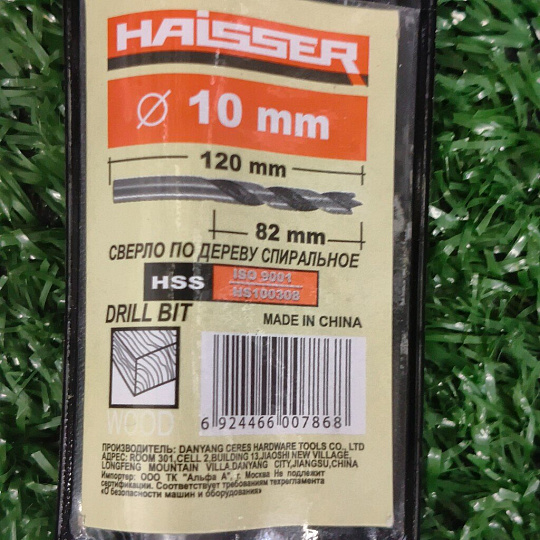 HAISSER
Ø 10 mm
120 mm
82 mm
СВЕРЛО ПО ДЕРЕВУ СПИРАЛЬНОЕ
HSS
ISO 9001
HS100308
DRILL BIT
MADE IN CHINA
WOOD
6 924466 007868
ПРОИЗВОДИТЕЛЬ: DANYANG CERES HARDWARE TOOLS CO., LTD
АДРЕС: ROOM 301,CELL 2,BUILDING 13,JIAOSHI NEW VILLAGE,
LONGFENG MOUNTAIN VILLA,DANYANG CITY,JIANGSU,CHINA
Импортер: ООО ТК "Альфа А", г. Москва Не подлежит
сертификации. Соответствует требованиям техрегламента
«О безопасности машин и оборудования»